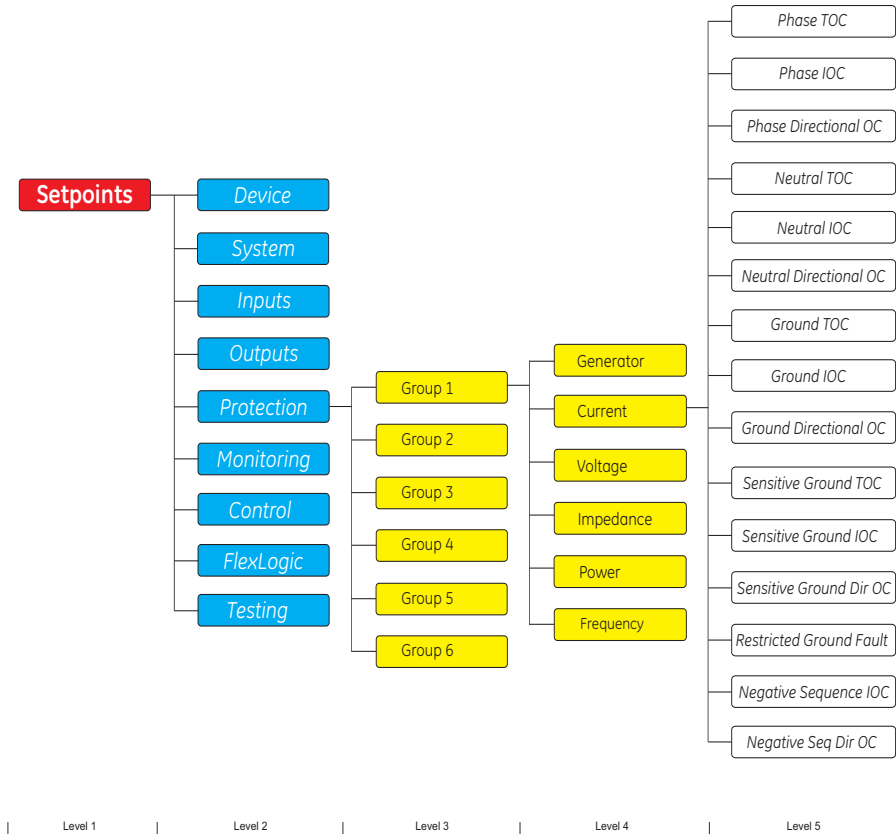 Setpoints
Device
System
Inputs
Outputs
Protection
Monitoring
Control
FlexLogic
Testing
Group 1
Group 2
Group 3
Group 4
Group 5
Group 6
Generator
Current
Voltage
Impedance
Power
Frequency
Phase TOC
Phase IOC
Phase Directional OC
Neutral TOC
Neutral IOC
Neutral Directional OC
Ground TOC
Ground IOC
Ground Directional OC
Sensitive Ground TOC
Sensitive Ground IOC
Sensitive Ground Dir OC
Restricted Ground Fault
Negative Sequence IOC
Negative Seq Dir OC
| Level 1 | Level 2 | Level 3 | Level 4 | Level 5